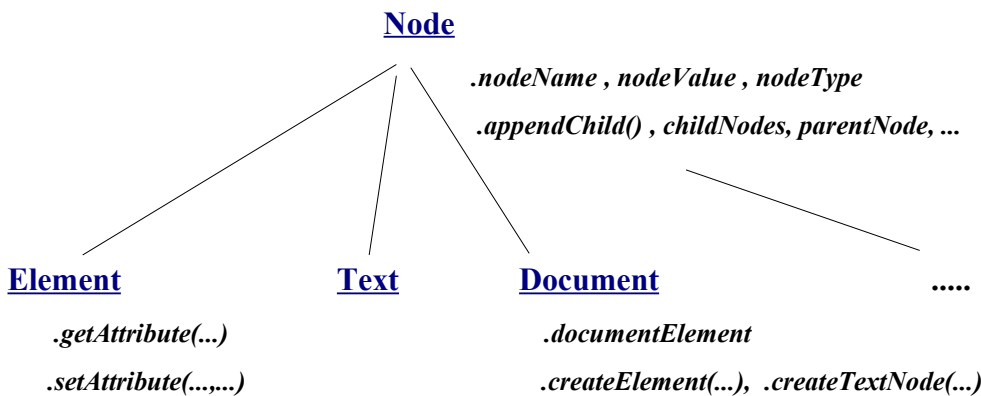 Node
.nodeName , nodeValue , nodeType
.appendChild() , childNodes, parentNode, ...
Element Text Document .....
.getAttribute(...) .documentElement
.setAttribute(...,...) .createElement(...), .createTextNode(...)